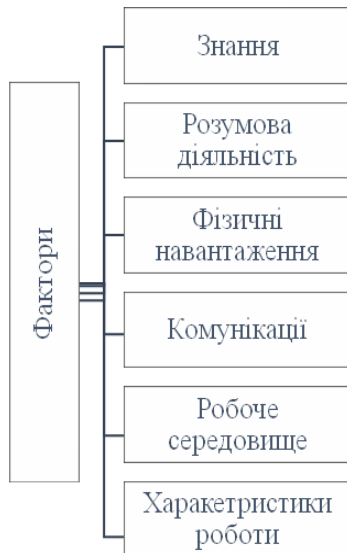 Фактори
Знання
Розумова
діяльність
Фізичні
навантаження
Комунікації
Робоче
середовище
Харакетристики
роботи